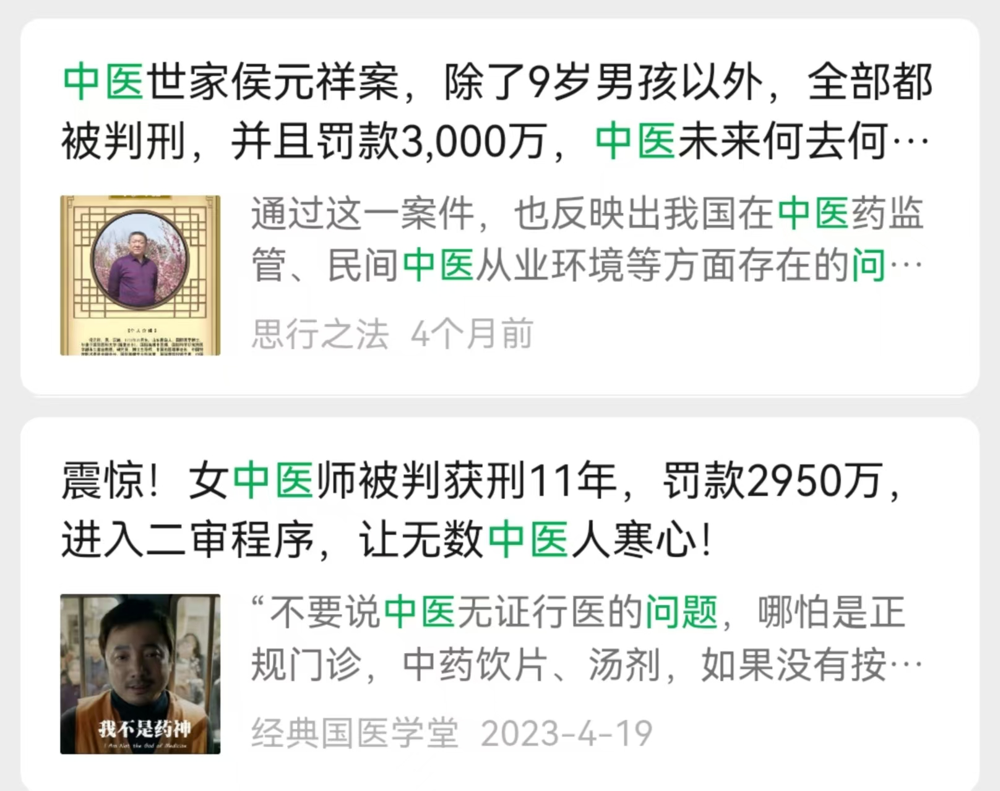 中医世家侯元祥案，除了9岁男孩以外，全部都
被判刑，并且罚款3,000万，中医未来何去何…
通过这一案件，也反映出我国在中医药监
管、民间中医从业环境等方面存在的问…
【个人介绍】
思行之法 4个月前
震惊！女中医师被判获刑11年，罚款2950万，
进入二审程序，让无数中医人寒心！
“不要说中医无证行医的问题，哪怕是正
规门诊，中药饮片、汤剂，如果没有按…
我不是药神
I Am Not the God of Medicine
经典国医学堂 2023-4-19